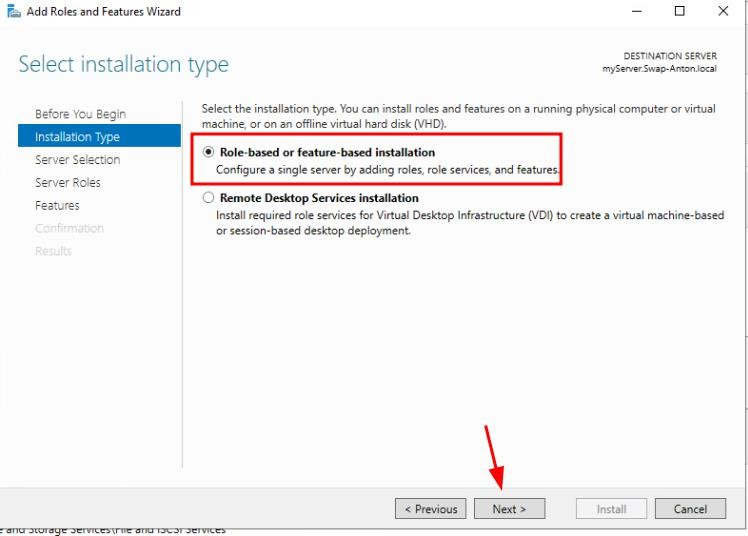 Add Roles and Features Wizard
Select installation type
DESTINATION SERVER
myServer.Swap-Anton.local
Before You Begin
Installation Type
Server Selection
Server Roles
Features
Confirmation
Results
Select the installation type. You can install roles and features on a running physical computer or virtual
machine, or on an offline virtual hard disk (VHD).
Role-based or feature-based installation
Configure a single server by adding roles, role services, and features.
Remote Desktop Services installation
Install required role services for Virtual Desktop Infrastructure (VDI) to create a virtual machine-based
or session-based desktop deployment.
< Previous
Next >
Install
Cancel
e and Storage Services\File and iSCSI Services